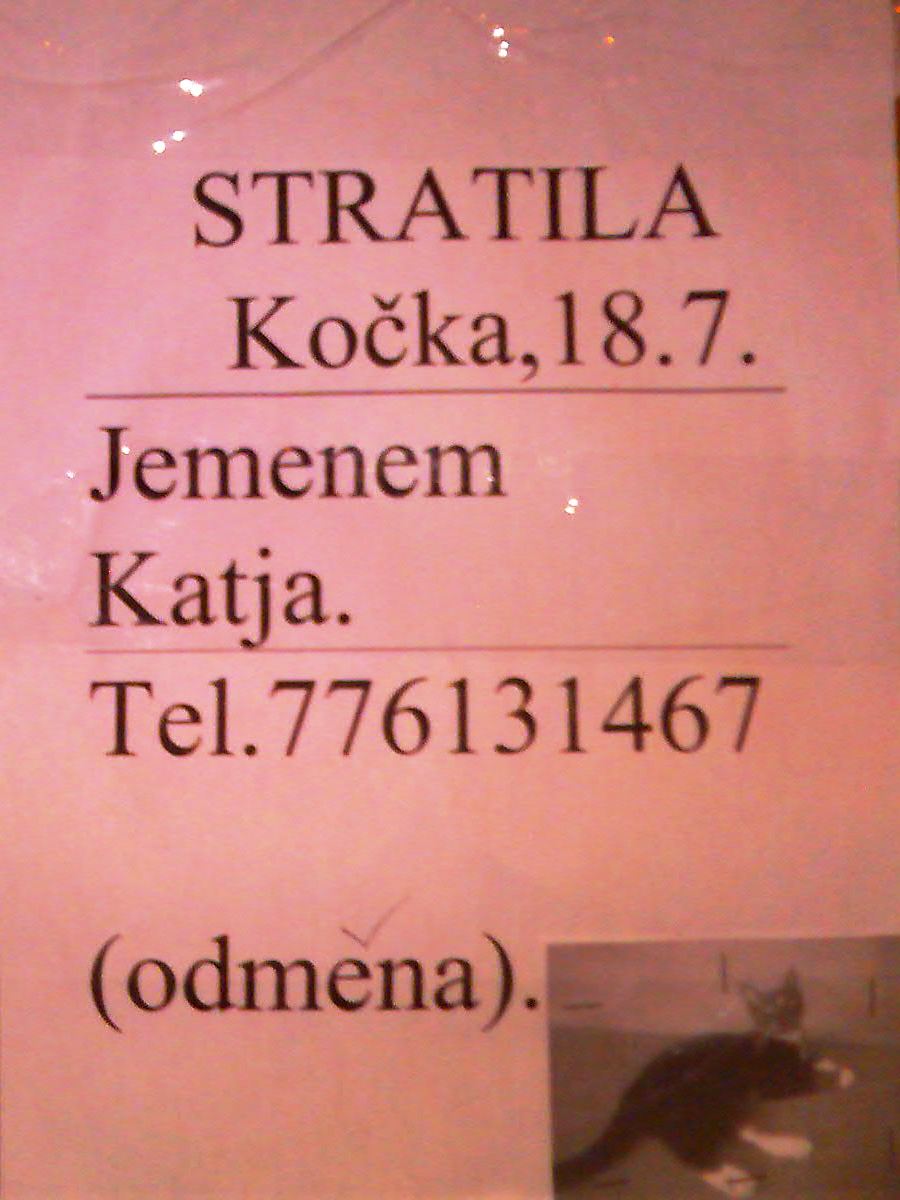 STRATILA
Kočka,18.7.
Jemenem
Katja.
Tel.776131467
(odměna).